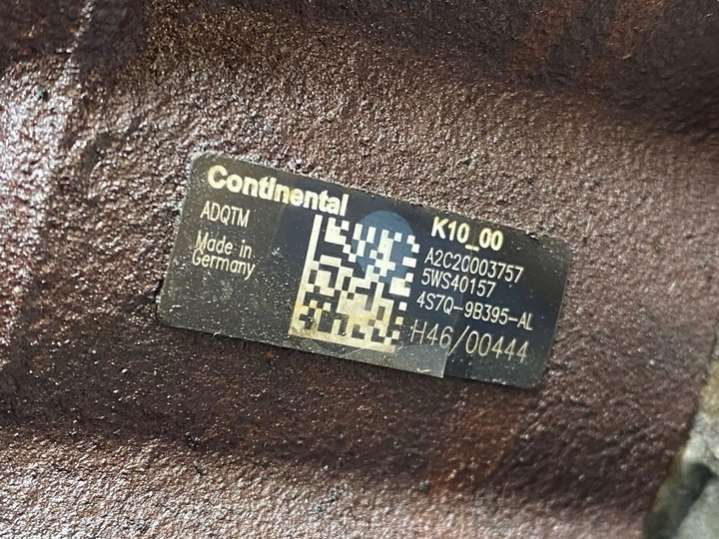 Continental
ADQTM
Made in
Germany
K10_00
A2C20003757
5WS40157
4S7Q-9B395-AL
H46/00444